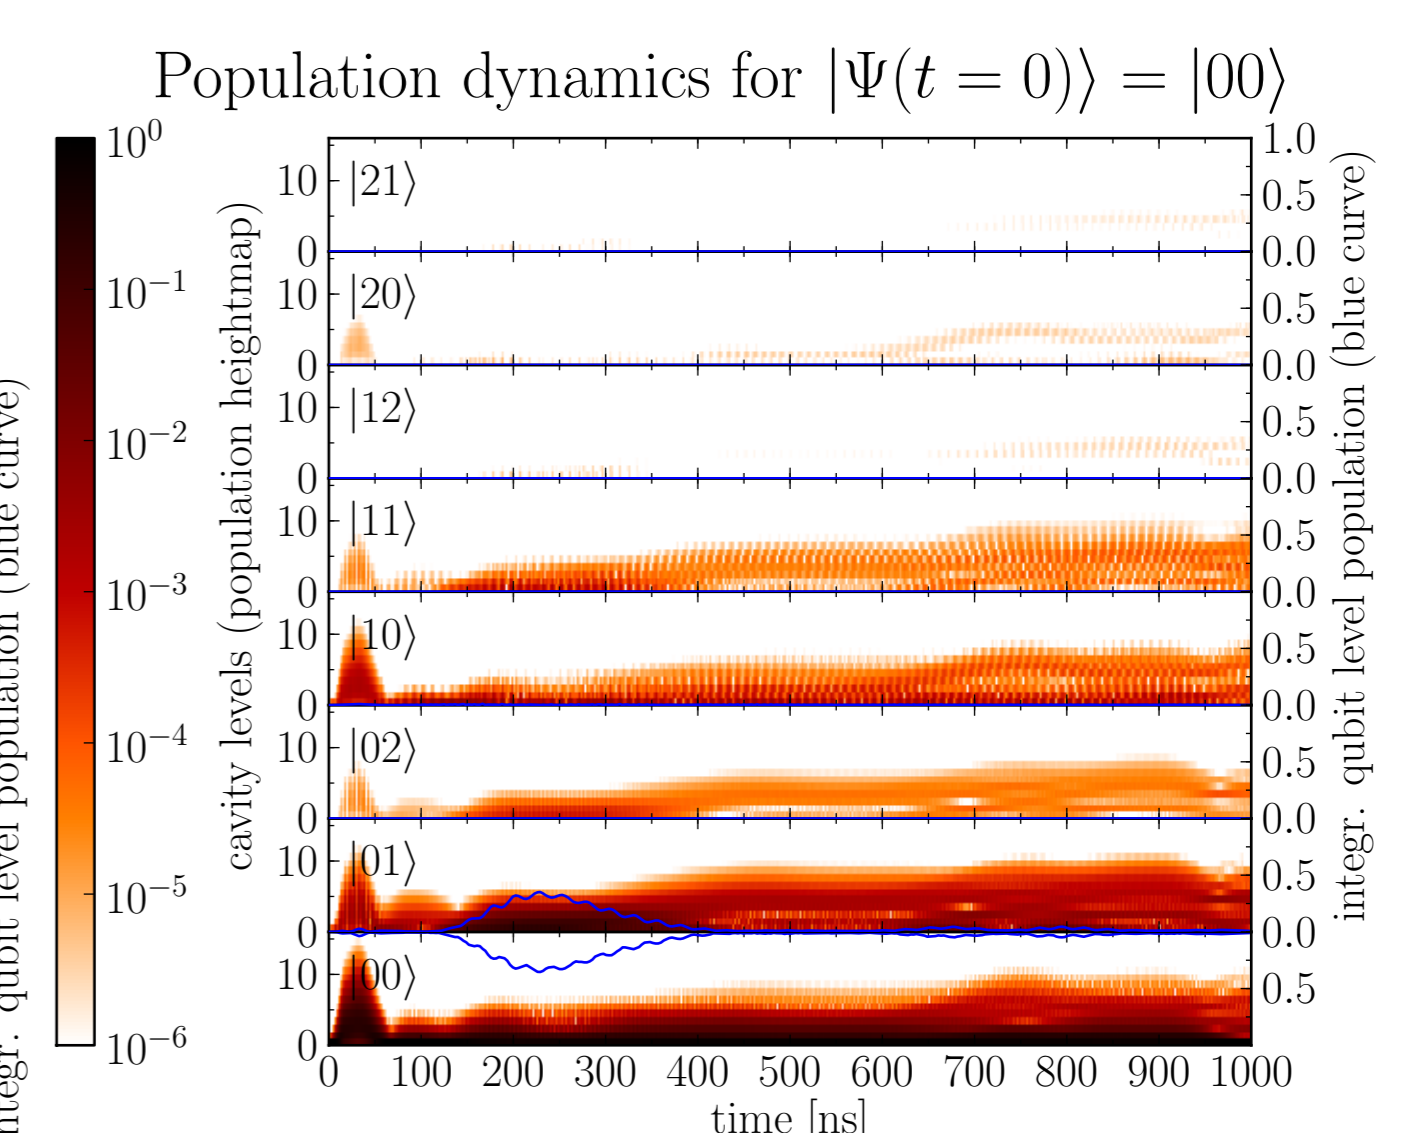 Population dynamics for |Ψ(t = 0)⟩ = |00⟩
integr. qubit level population (blue curve)
10⁰
10⁻¹
10⁻²
10⁻³
10⁻⁴
10⁻⁵
10⁻⁶
cavity levels (population heightmap)
10 |21⟩ 1.0
0.5
0 0.0
10 |20⟩ 0.5
0 0.0
10 |12⟩ 0.5
0 0.0
10 |11⟩ 0.5
0 0.0
10 |10⟩ 0.5
0 0.0
10 |02⟩ 0.5
0 0.0
10 |01⟩ 0.5
0 0.0
10 |00⟩ 0.5
0
0 100 200 300 400 500 600 700 800 900 1000
time [ns]
integr. qubit level population (blue curve)